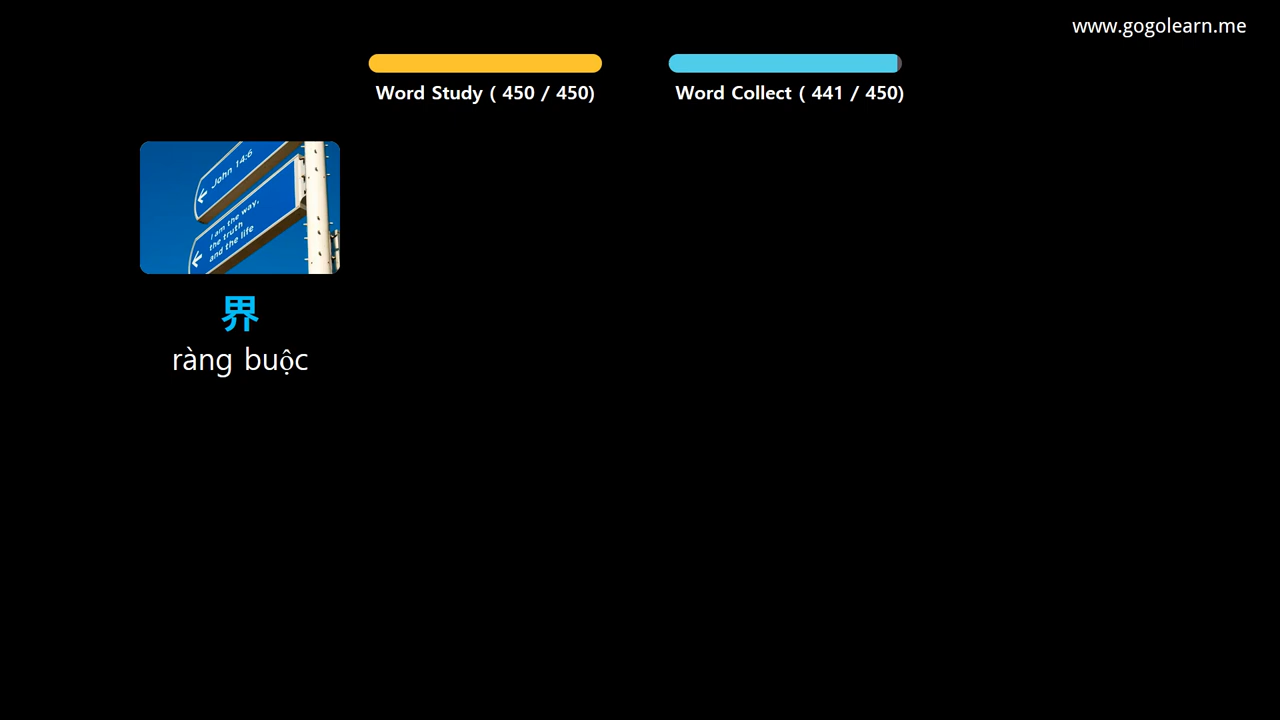 www.gogolearn.me
Word Study ( 450 / 450)
Word Collect ( 441 / 450)
John 14:6
I am the way,
the truth
and the life
界
ràng buộc